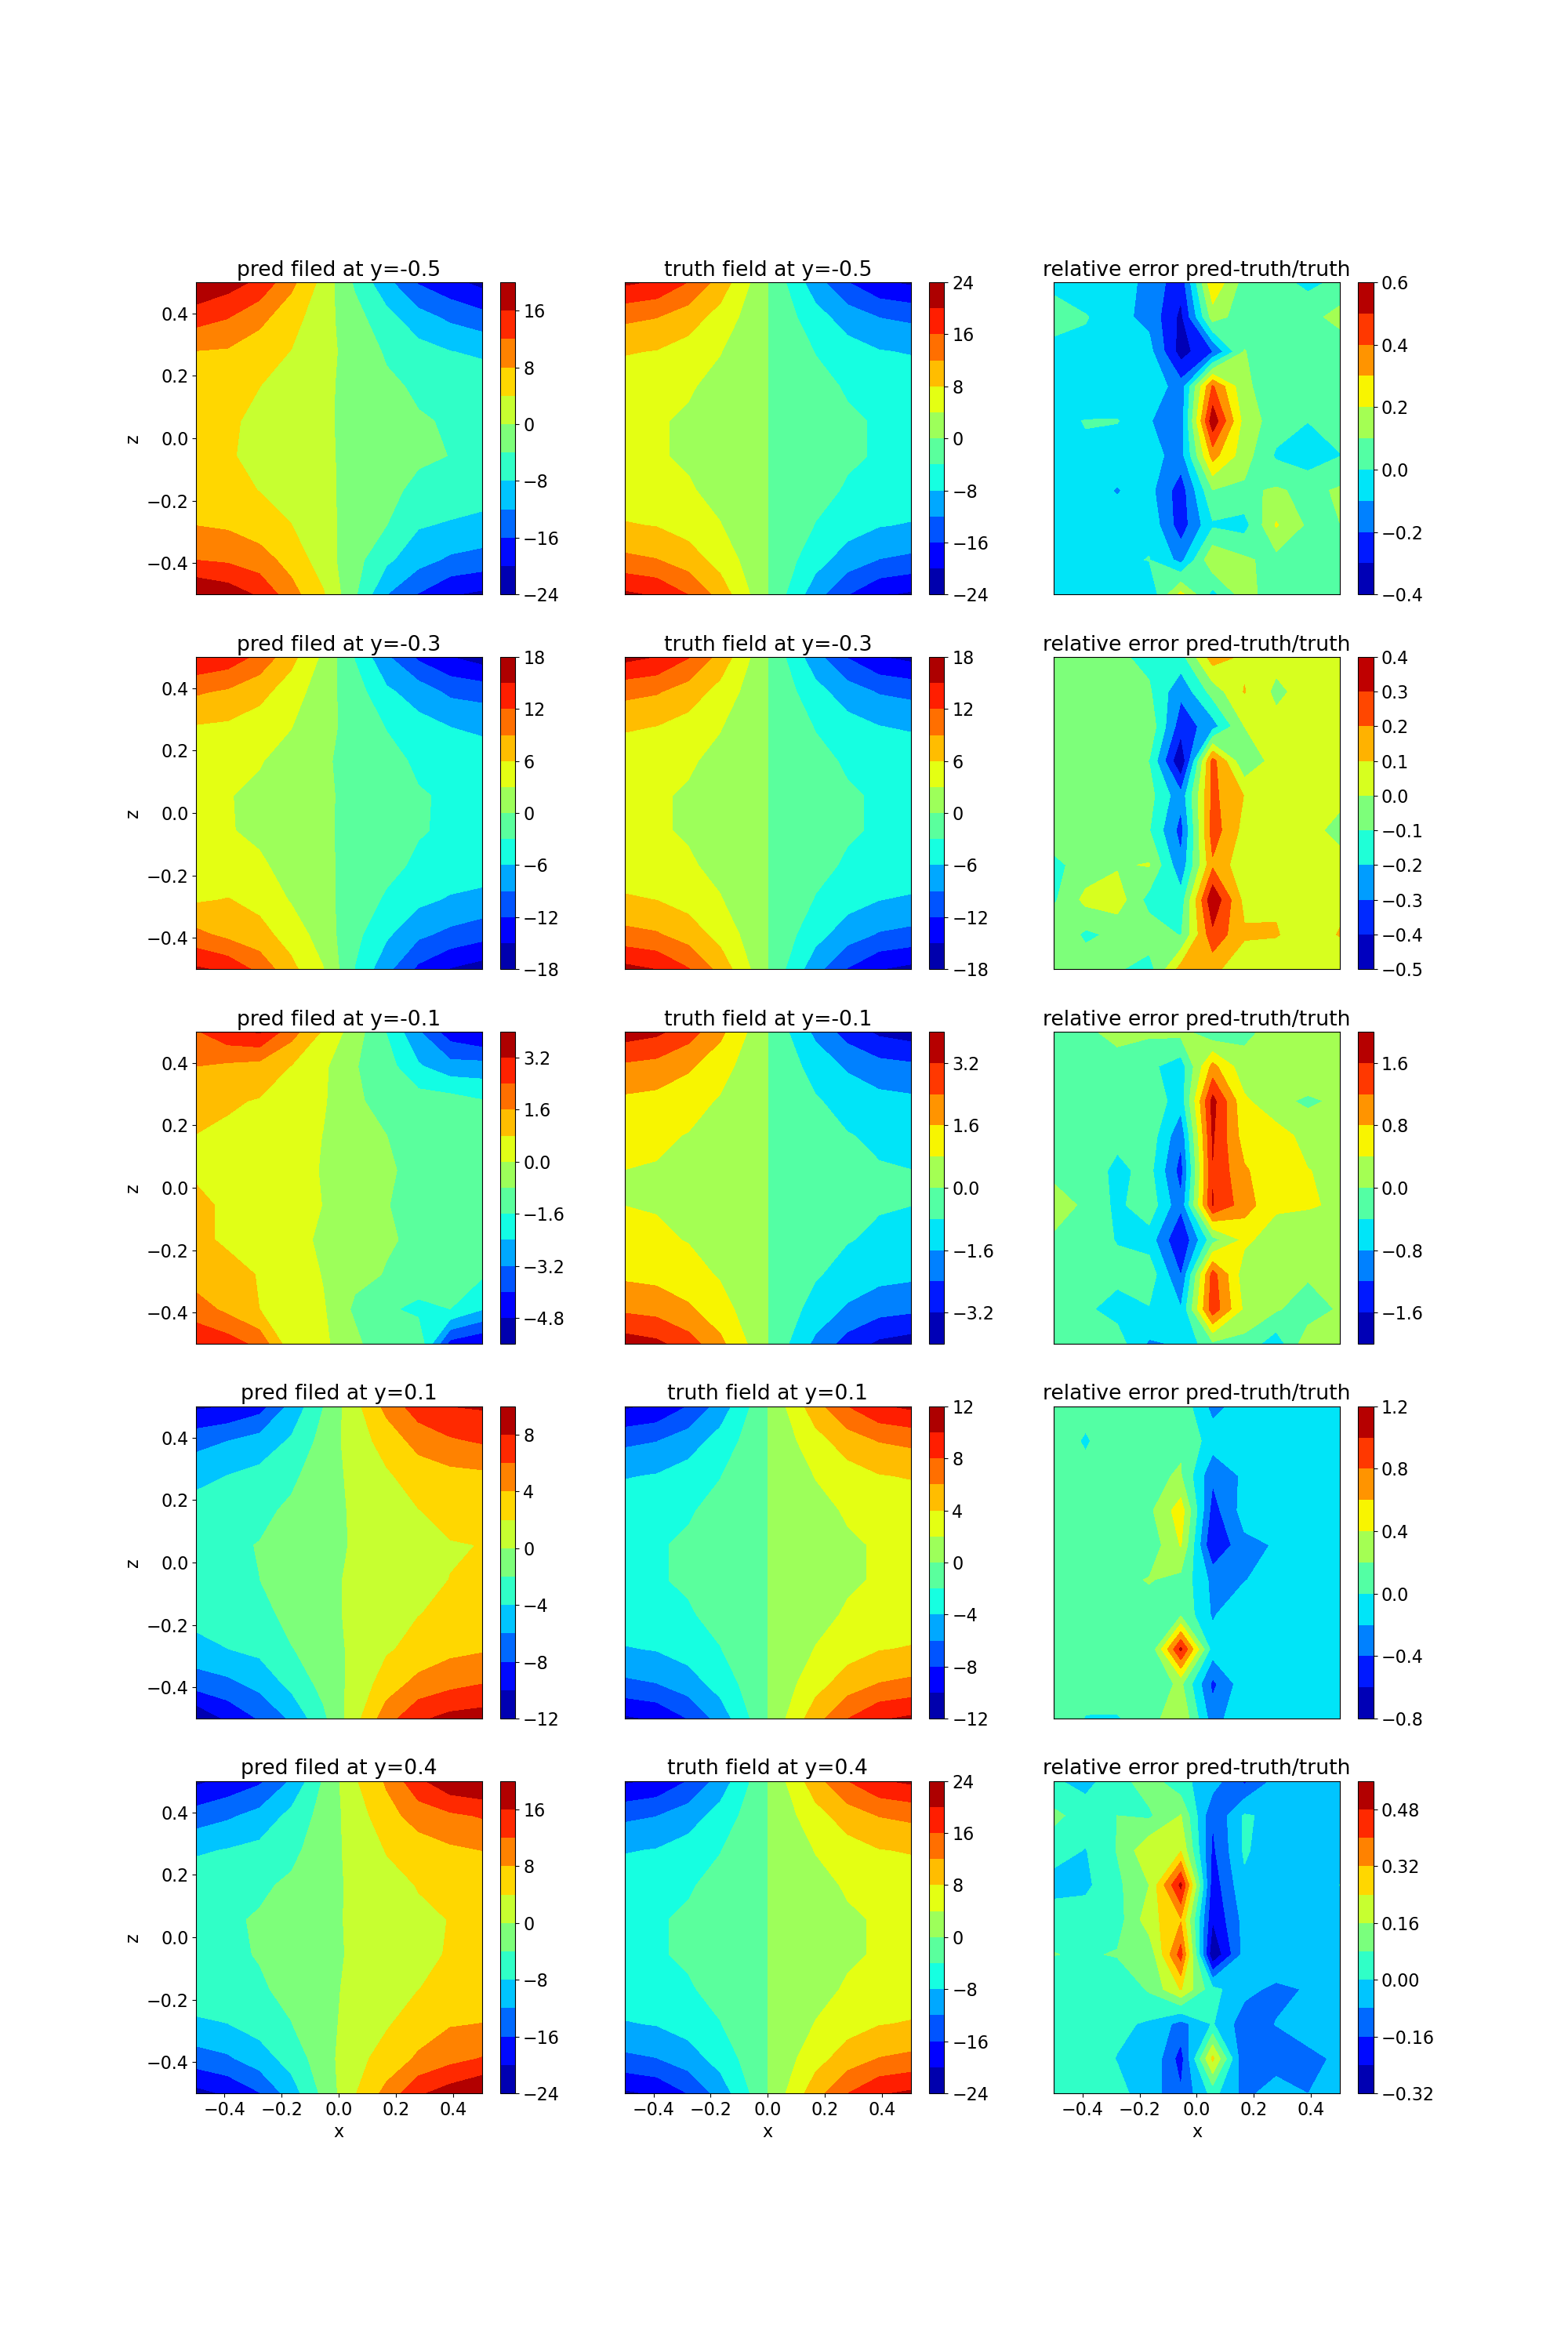 pred filed at y=-0.5 truth field at y=-0.5 relative error pred-truth/truth
0.4 0.2 0.0 −0.2 −0.4
z
16 8 0 −8 −16 −24
24 16 8 0 −8 −16 −24
0.6 0.4 0.2 0.0 −0.2 −0.4
pred filed at y=-0.3 truth field at y=-0.3 relative error pred-truth/truth
0.4 0.2 0.0 −0.2 −0.4
z
18 12 6 0 −6 −12 −18
18 12 6 0 −6 −12 −18
0.4 0.3 0.2 0.1 0.0 −0.1 −0.2 −0.3 −0.4 −0.5
pred filed at y=-0.1 truth field at y=-0.1 relative error pred-truth/truth
0.4 0.2 0.0 −0.2 −0.4
z
3.2 1.6 0.0 −1.6 −3.2 −4.8
3.2 1.6 0.0 −1.6 −3.2
1.6 0.8 0.0 −0.8 −1.6
pred filed at y=0.1 truth field at y=0.1 relative error pred-truth/truth
0.4 0.2 0.0 −0.2 −0.4
z
8 4 0 −4 −8 −12
12 8 4 0 −4 −8 −12
1.2 0.8 0.4 0.0 −0.4 −0.8
pred filed at y=0.4 truth field at y=0.4 relative error pred-truth/truth
0.4 0.2 0.0 −0.2 −0.4
z
16 8 0 −8 −16 −24
24 16 8 0 −8 −16 −24
0.48 0.32 0.16 0.00 −0.16 −0.32
−0.4 −0.2 0.0 0.2 0.4 −0.4 −0.2 0.0 0.2 0.4 −0.4 −0.2 0.0 0.2 0.4
x x x